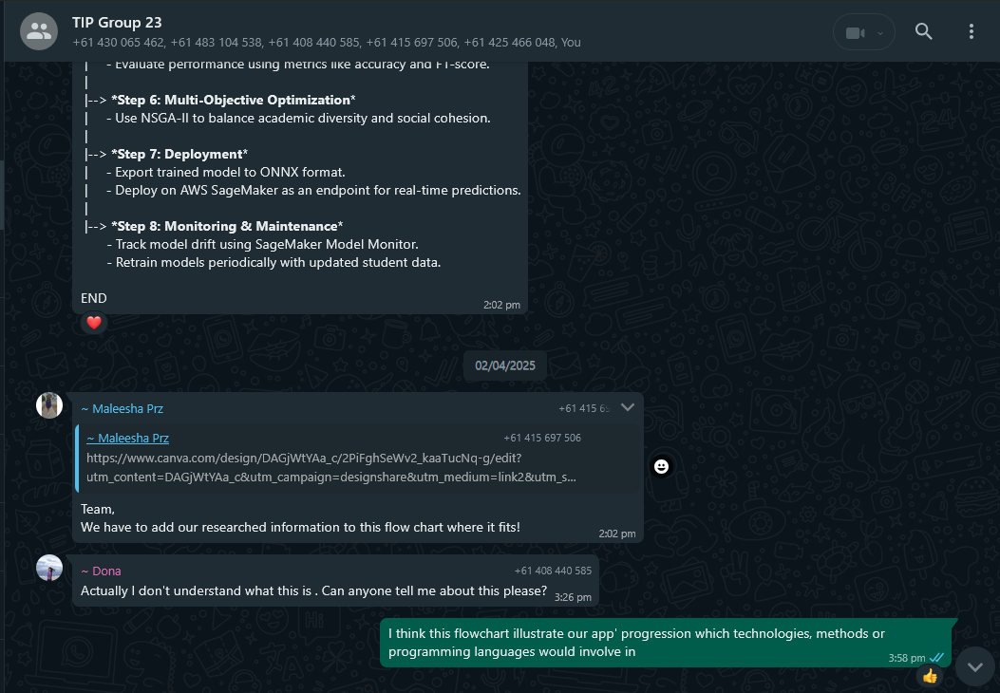 TIP Group 23
+61 430 065 462, +61 483 104 538, +61 408 440 585, +61 415 697 506, +61 425 466 048, You
| - Evaluate performance using metrics like accuracy and F1-score.
|
|--> *Step 6: Multi-Objective Optimization*
| - Use NSGA-II to balance academic diversity and social cohesion.
|
|--> *Step 7: Deployment*
| - Export trained model to ONNX format.
| - Deploy on AWS SageMaker as an endpoint for real-time predictions.
|
|--> *Step 8: Monitoring & Maintenance*
- Track model drift using SageMaker Model Monitor.
- Retrain models periodically with updated student data.
END
2:02 pm
02/04/2025
~ Maleesha Prz +61 415 65
~ Maleesha Prz +61 415 697 506
https://www.canva.com/design/DAGjWtYAa_c/2PiFghSeWv2_kaaTucNq-g/edit?
utm_content=DAGjWtYAa_c&utm_campaign=designshare&utm_medium=link2&utm_s...
Team,
We have to add our researched information to this flow chart where it fits!
2:02 pm
~ Dona +61 408 440 585
Actually I don't understand what this is . Can anyone tell me about this please?
3:26 pm
I think this flowchart illustrate our app' progression which technologies, methods or
programming languages would involve in
3:58 pm